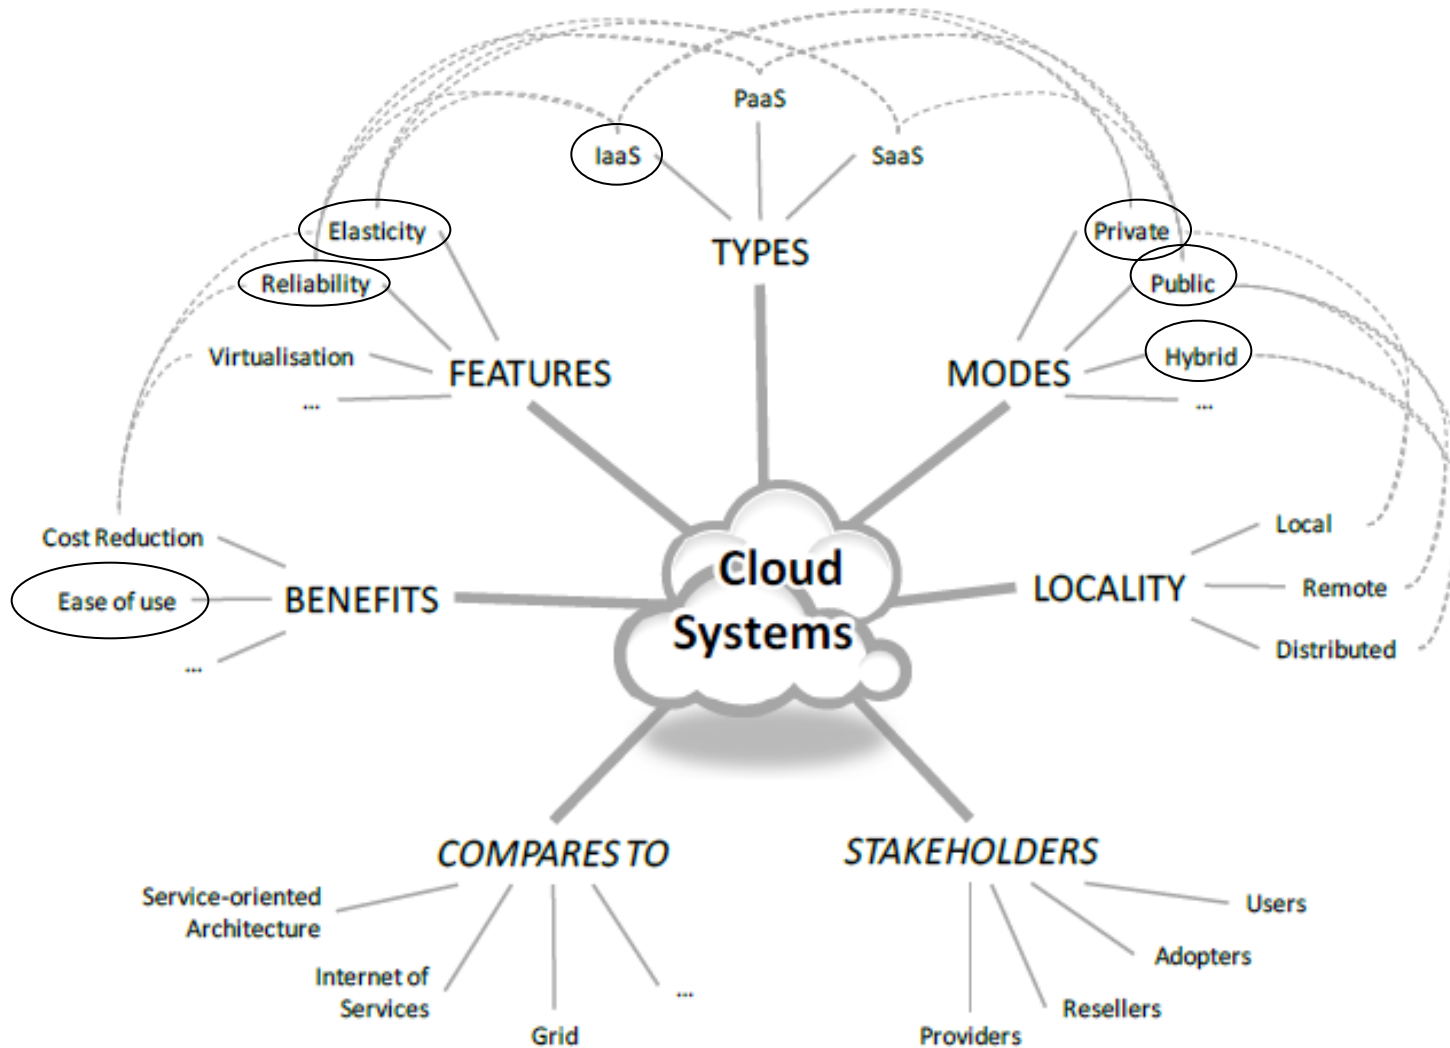 PaaS
IaaS
SaaS
TYPES
Elasticity
Reliability
Virtualisation
...
FEATURES
Private
Public
Hybrid
...
MODES
Cost Reduction
Ease of use
...
BENEFITS
Cloud
Systems
LOCALITY
Local
Remote
Distributed
COMPARES TO
Service-oriented
Architecture
Internet of
Services
Grid
...
STAKEHOLDERS
Users
Adopters
Resellers
Providers